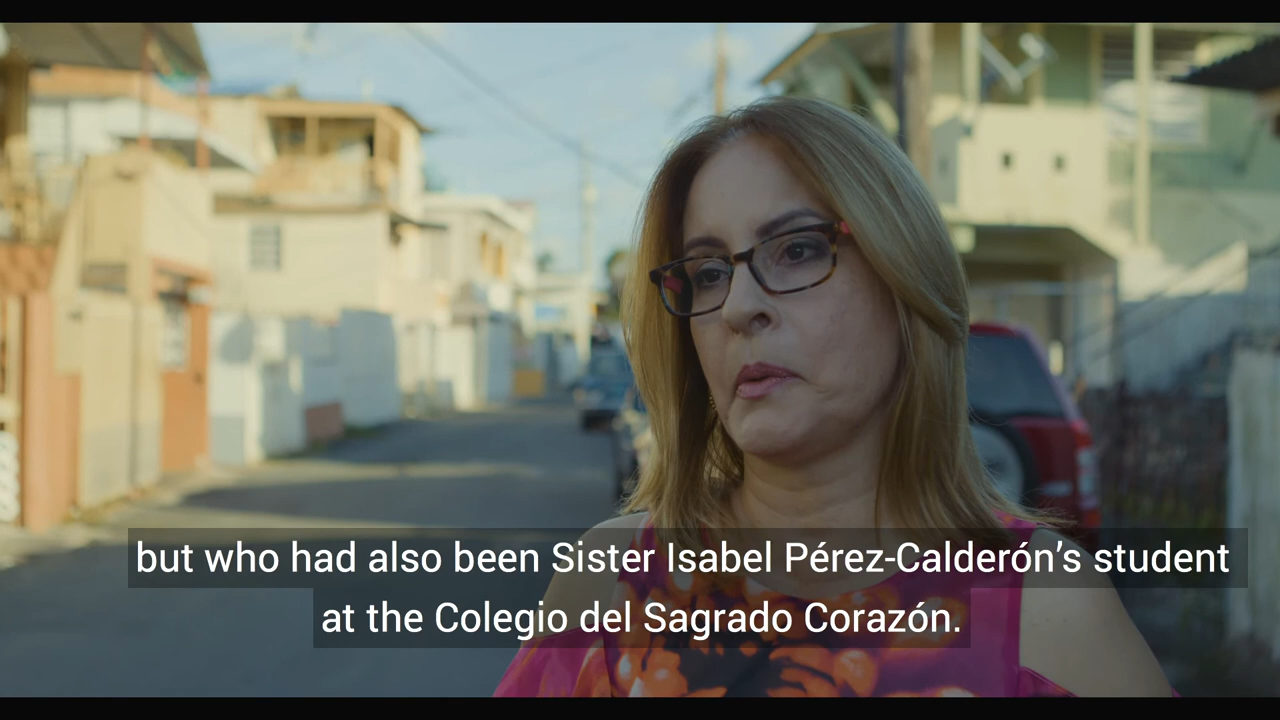 but who had also been Sister Isabel Pérez-Calderón’s student
at the Colegio del Sagrado Corazón.